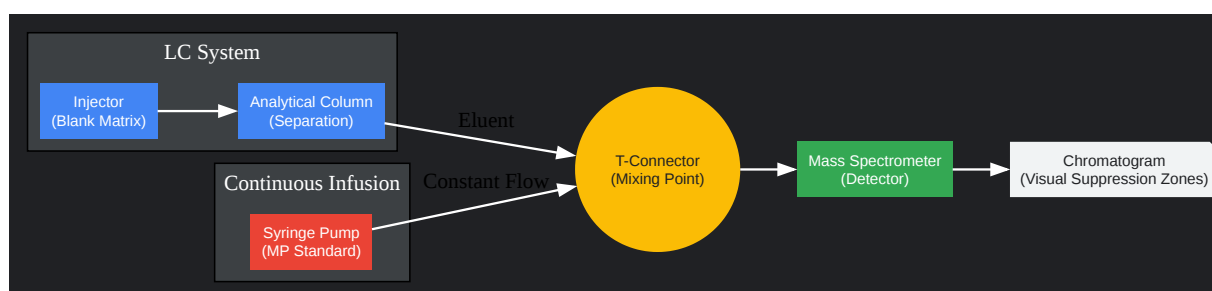 LC System
Injector
(Blank Matrix)
Analytical Column
(Separation)
Eluent
Continuous Infusion
Constant Flow
Syringe Pump
(MP Standard)
T-Connector
(Mixing Point)
Mass Spectrometer
(Detector)
Chromatogram
(Visual Suppression Zones)